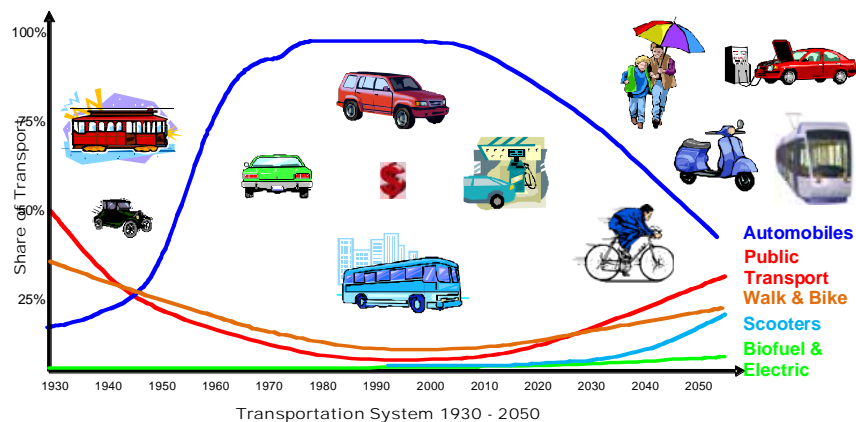 100%
75%
50%
25%
Share of Transport
$
Automobiles
Public
Transport
Walk & Bike
Scooters
Biofuel &
Electric
1930 1940 1950 1960 1970 1980 1990 2000 2010 2020 2030 2040 2050
Transportation System 1930 - 2050